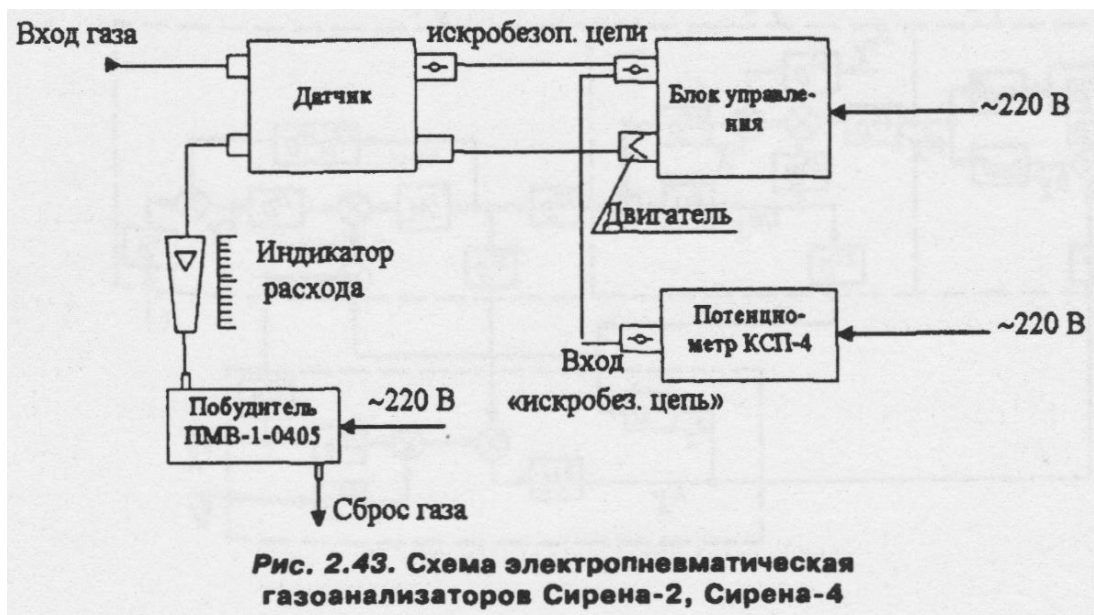 Вход газа
искробезоп. цепи
Датчик
Блок управле-
ния
~220 В
Двигатель
Индикатор
расхода
Потенцио-
метр КСП-4
~220 В
Вход
«искробез. цепь»
Побудитель
ПМВ-1-0405
~220 В
Сброс газа
Рис. 2.43. Схема электропневматическая
газоанализаторов Сирена-2, Сирена-4